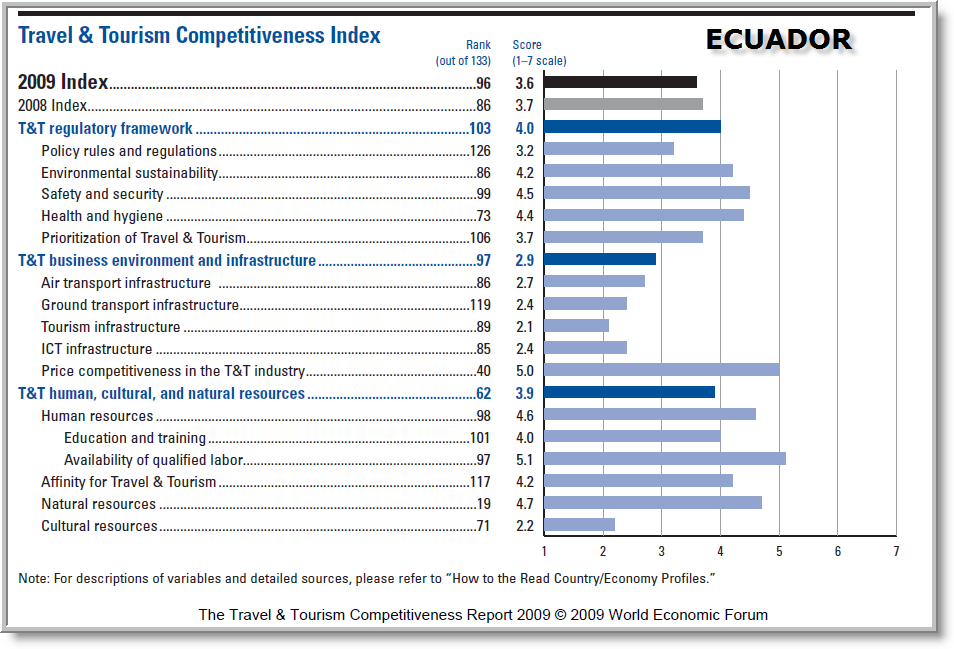 Travel & Tourism Competitiveness Index
ECUADOR
Rank Score
(out of 133) (1–7 scale)
2009 Index 96 3.6
2008 Index 86 3.7
T&T regulatory framework 103 4.0
Policy rules and regulations 126 3.2
Environmental sustainability 86 4.2
Safety and security 99 4.5
Health and hygiene 73 4.4
Prioritization of Travel & Tourism 106 3.7
T&T business environment and infrastructure 97 2.9
Air transport infrastructure 86 2.7
Ground transport infrastructure 119 2.4
Tourism infrastructure 89 2.1
ICT infrastructure 85 2.4
Price competitiveness in the T&T industry 40 5.0
T&T human, cultural, and natural resources 62 3.9
Human resources 98 4.6
Education and training 101 4.0
Availability of qualified labor 97 5.1
Affinity for Travel & Tourism 117 4.2
Natural resources 19 4.7
Cultural resources 71 2.2
1 2 3 4 5 6 7
Note: For descriptions of variables and detailed sources, please refer to “How to the Read Country/Economy Profiles.”
The Travel & Tourism Competitiveness Report 2009 © 2009 World Economic Forum